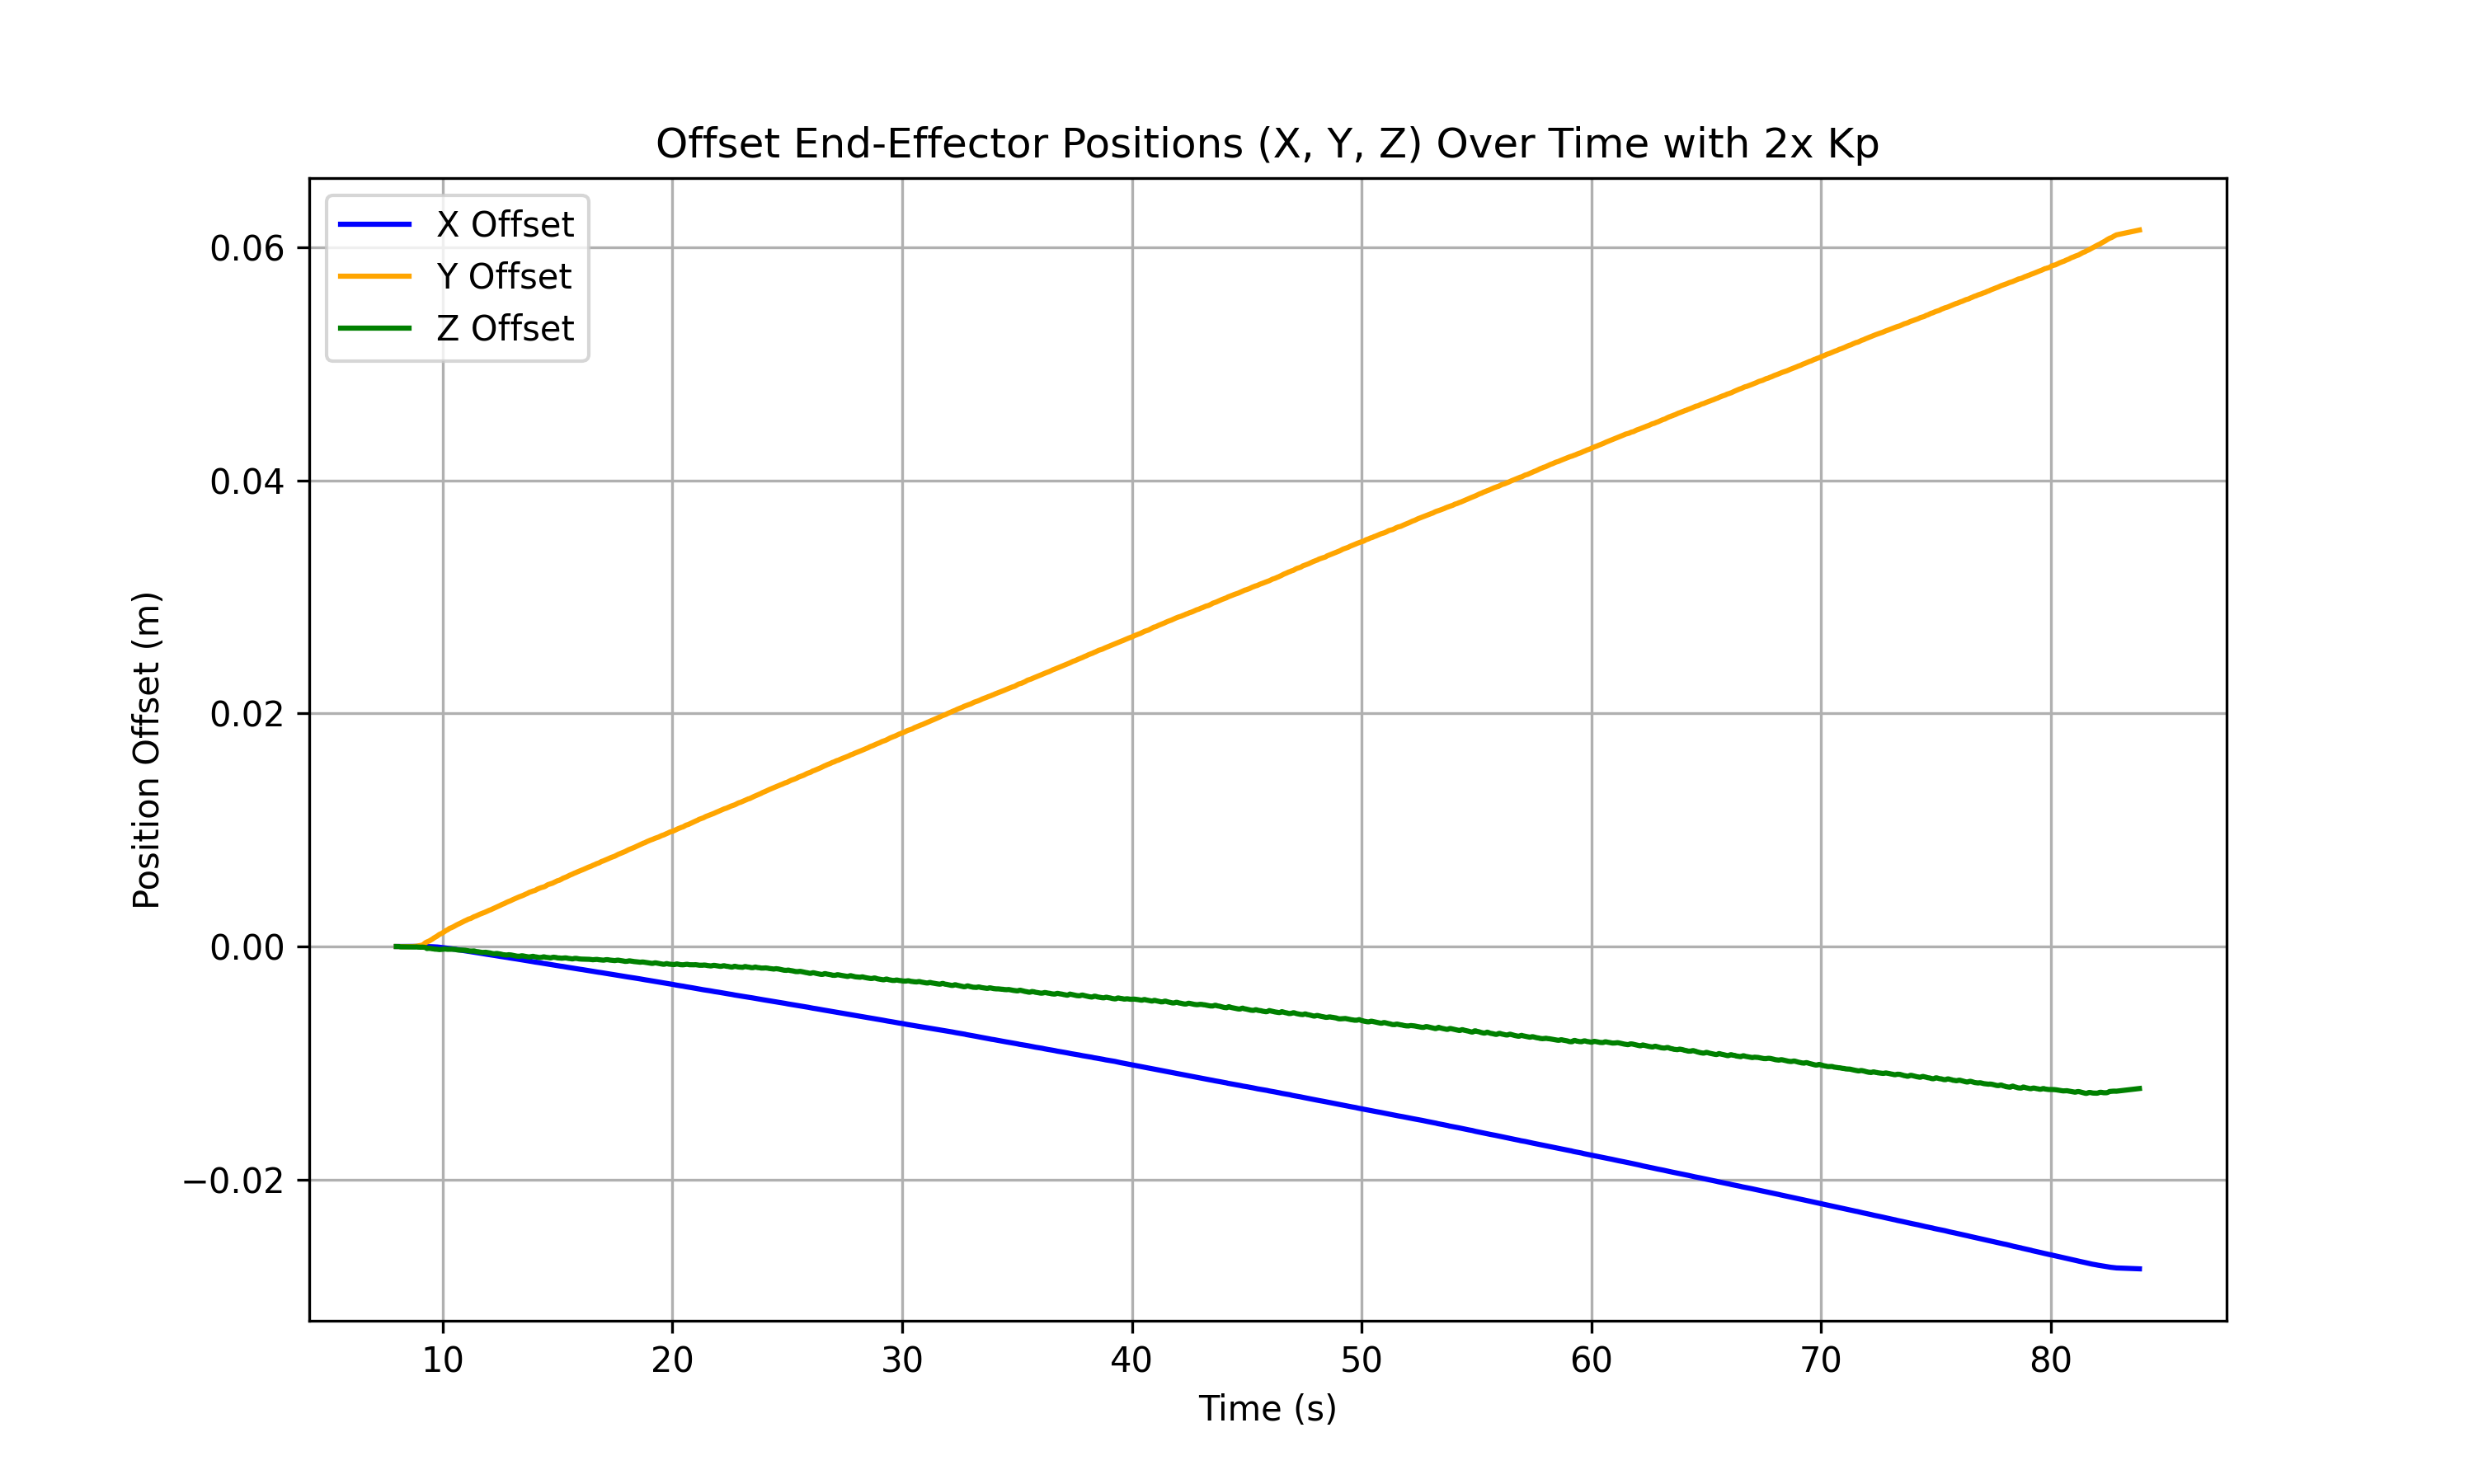 Offset End-Effector Positions (X, Y, Z) Over Time with 2x Kp
X Offset
Y Offset
Z Offset
Position Offset (m)
0.06
0.04
0.02
0.00
−0.02
10 20 30 40 50 60 70 80
Time (s)